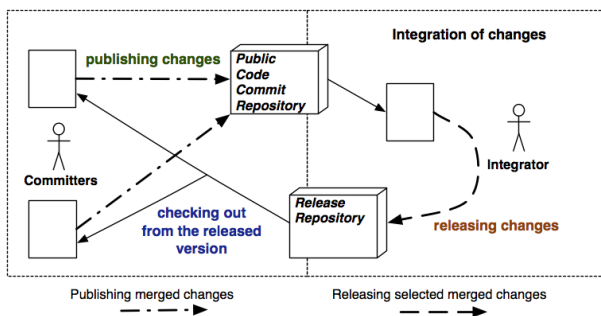 publishing changes
Public
Code
Commit
Repository
Integration of changes
Committers
Integrator
checking out
from the released
version
Release
Repository
releasing changes
Publishing merged changes
Releasing selected merged changes